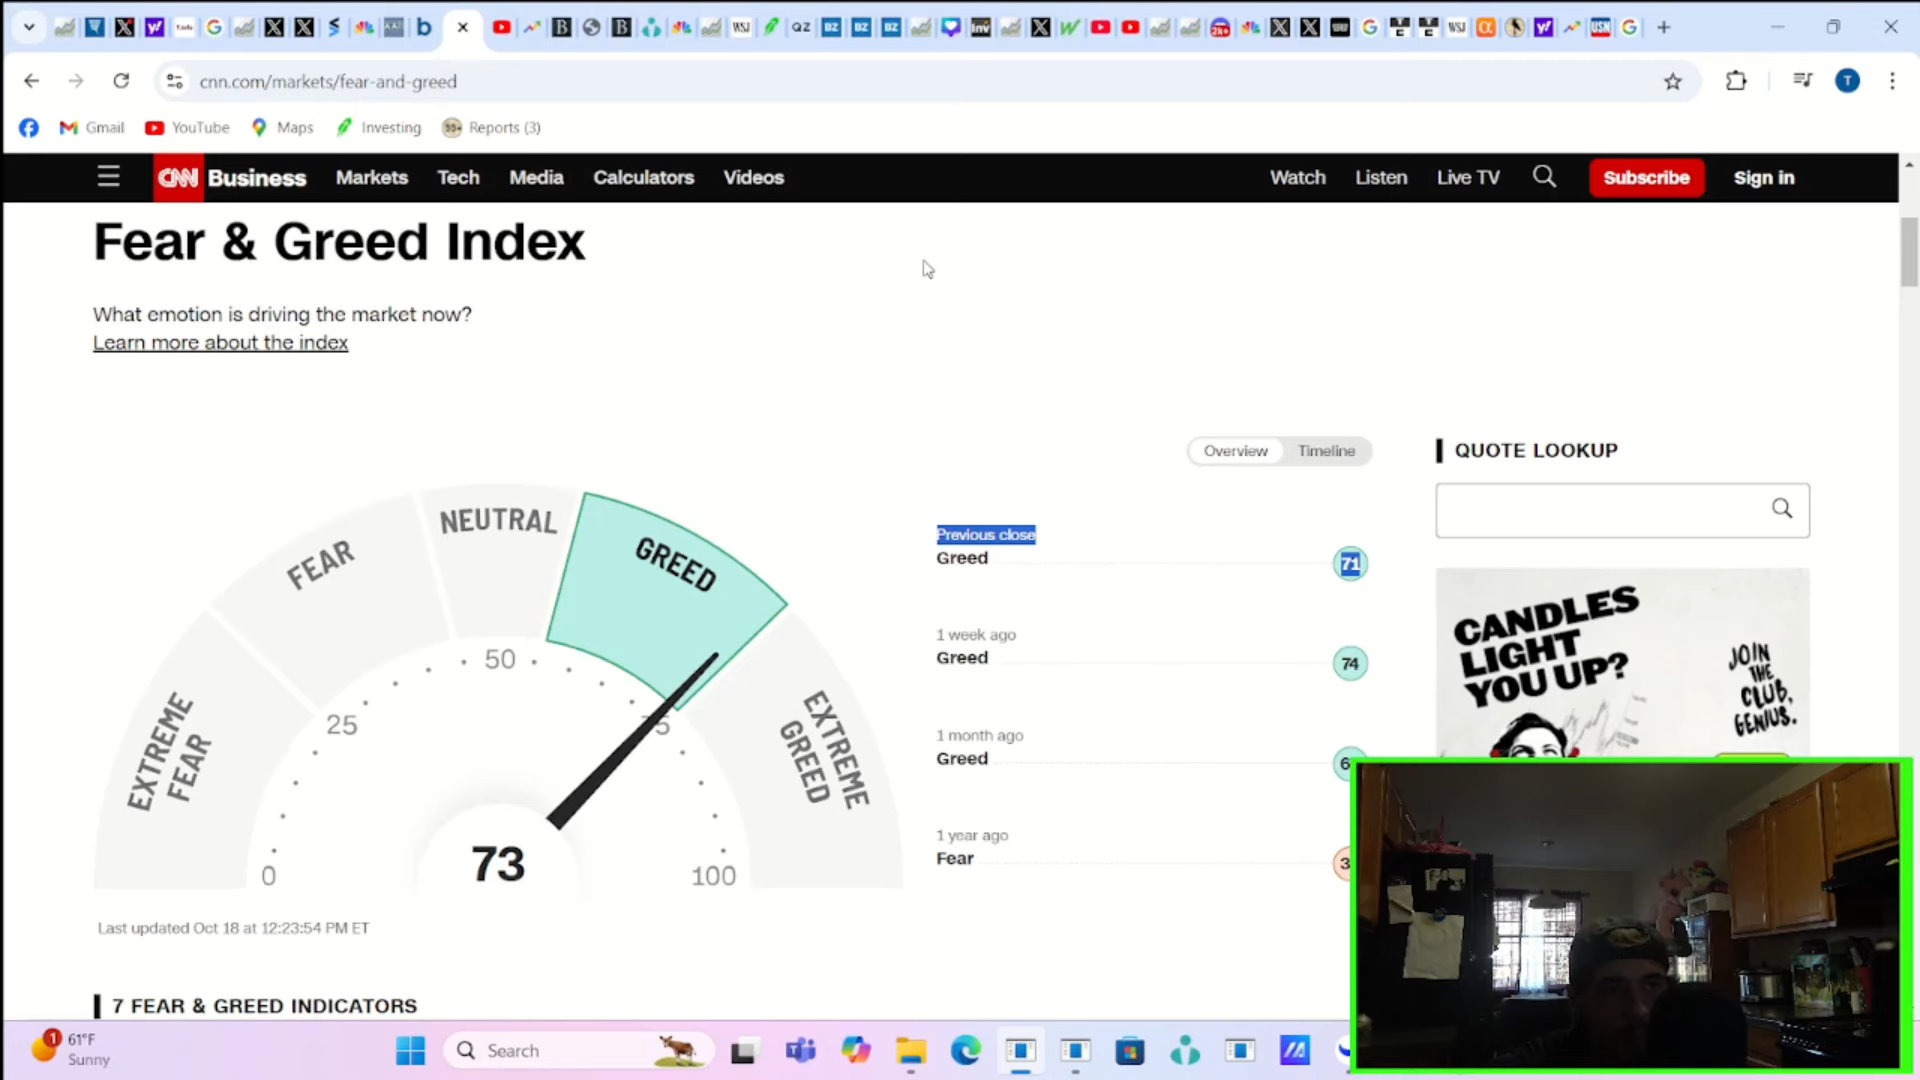 cnn.com/markets/fear-and-greed
Gmail YouTube Maps Investing Reports (3)
CNN Business Markets Tech Media Calculators Videos Watch Listen Live TV Subscribe Sign in
Fear & Greed Index
What emotion is driving the market now?
Learn more about the index
Overview Timeline
QUOTE LOOKUP
EXTREME FEAR
FEAR
NEUTRAL
GREED
EXTREME GREED
0
25
50
100
73
Last updated Oct 18 at 12:23:54 PM ET
Previous close
Greed 71
1 week ago
Greed 74
1 month ago
Greed
1 year ago
Fear
CANDLES
LIGHT
YOU UP?
JOIN
THE
CLUB,
GENIUS.
7 FEAR & GREED INDICATORS
61°F
Sunny
Search